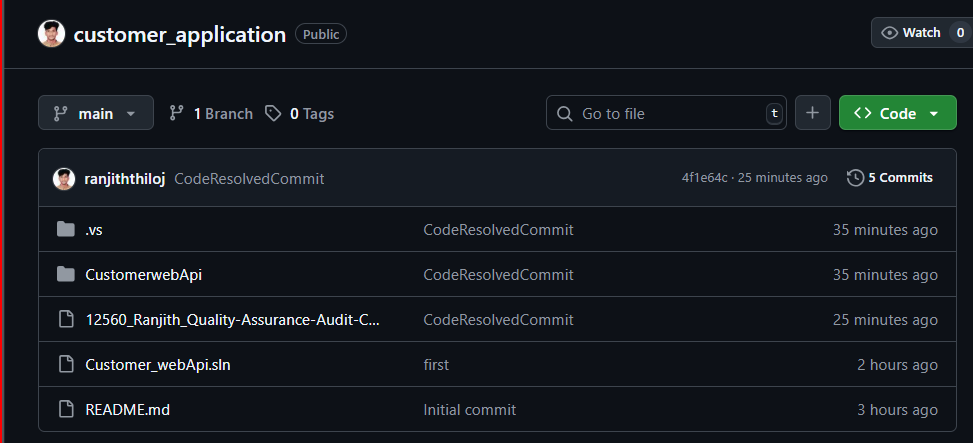 customer_application Public Watch 0
main 1 Branch 0 Tags Go to file t Code
ranjiththiloj CodeResolvedCommit 4f1e64c · 25 minutes ago 5 Commits
.vs CodeResolvedCommit 35 minutes ago
CustomerwebApi CodeResolvedCommit 35 minutes ago
12560_Ranjith_Quality-Assurance-Audit-C... CodeResolvedCommit 25 minutes ago
Customer_webApi.sln first 2 hours ago
README.md Initial commit 3 hours ago